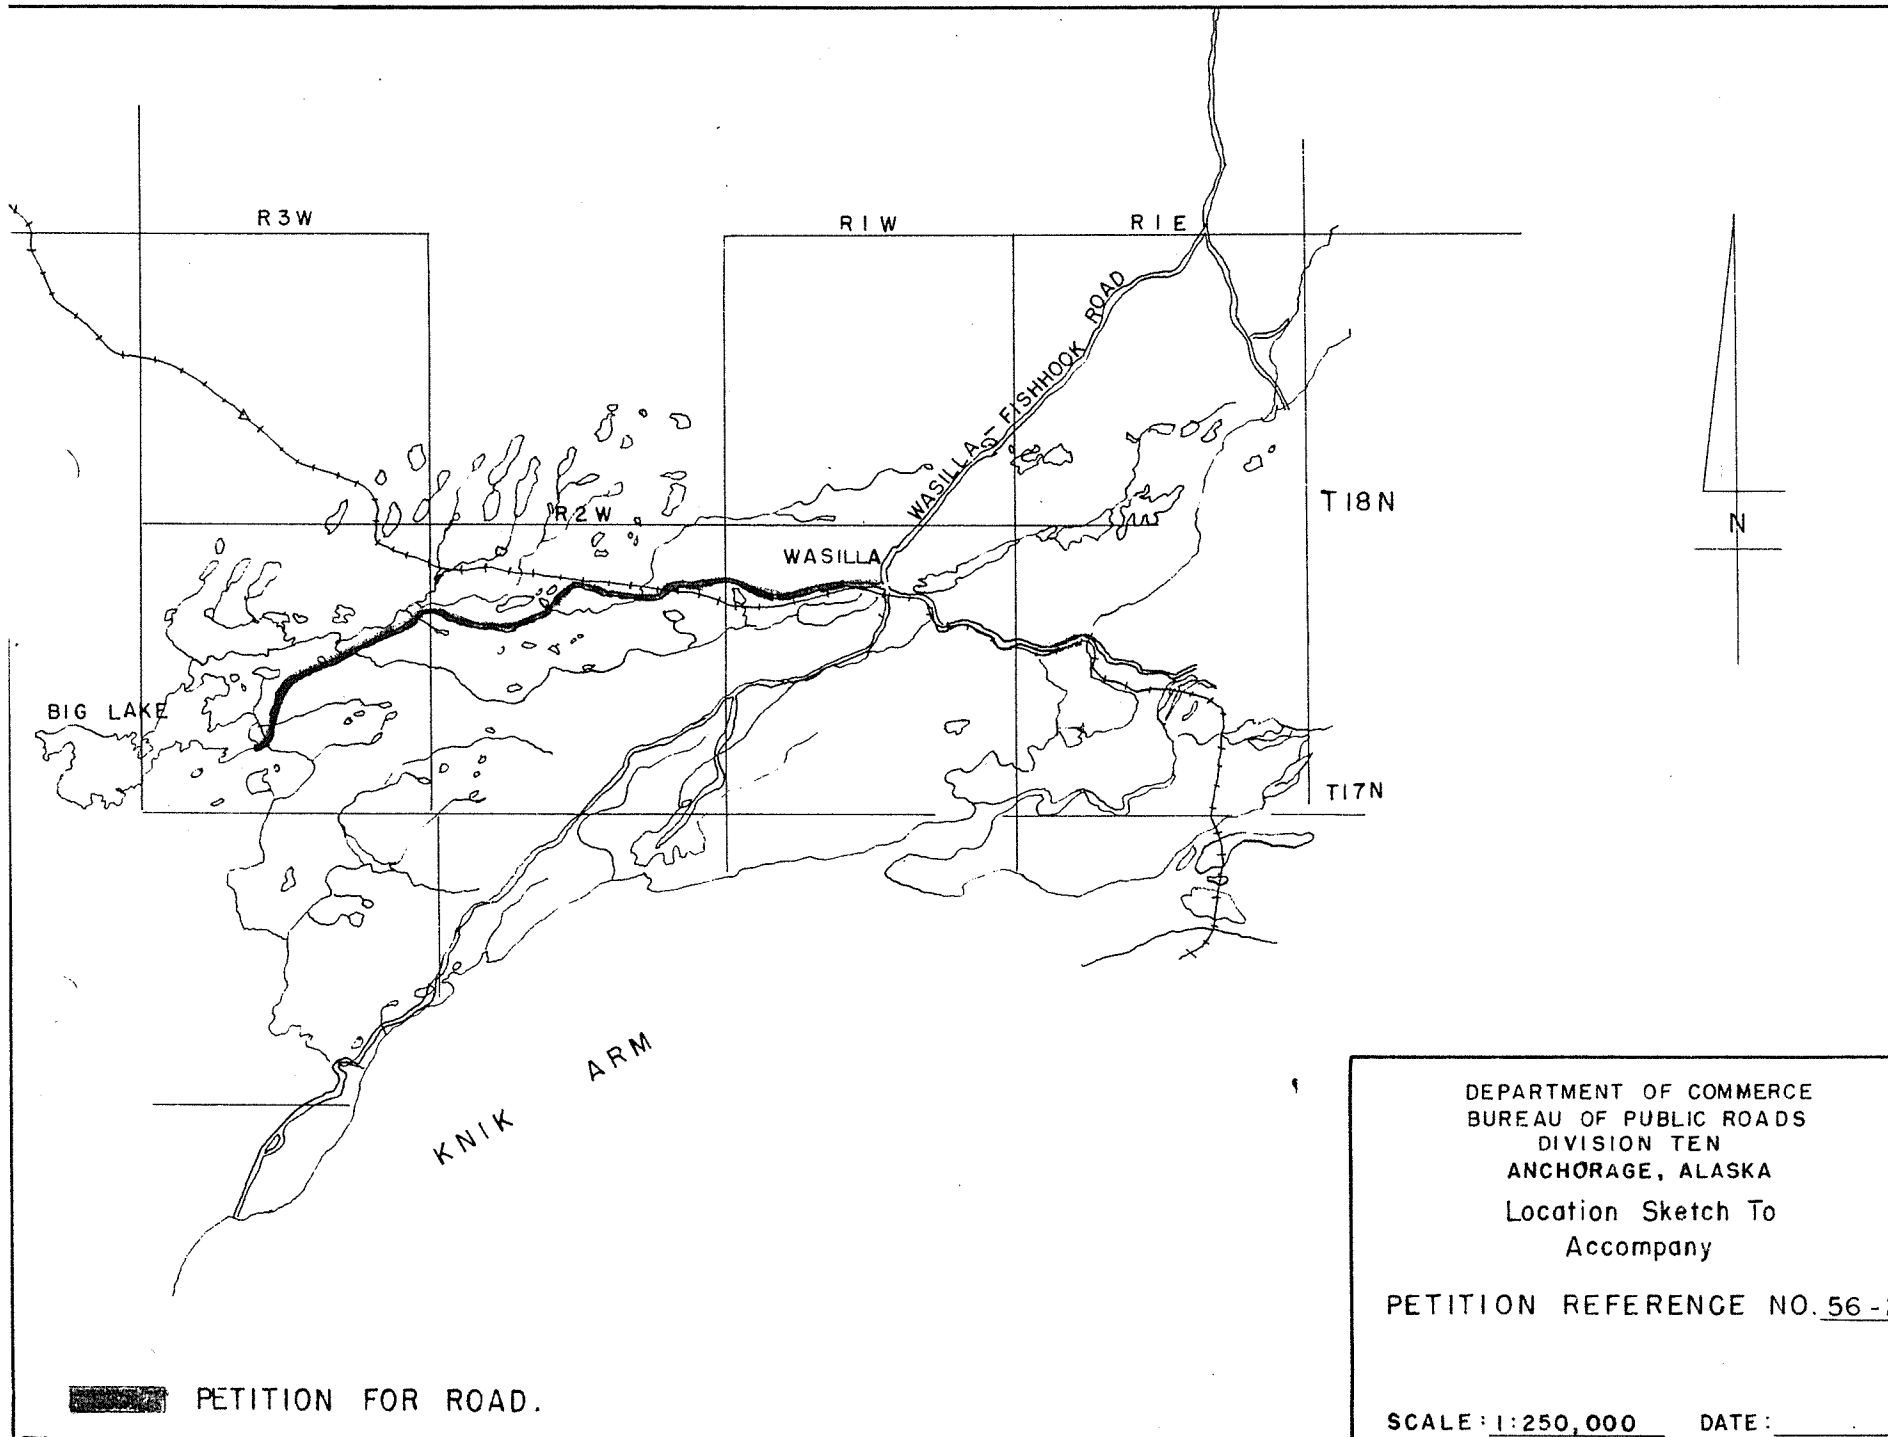 R3W
R1W
R1E
WASILLA - FISHHOOK ROAD
T18N
R2W
N
WASILLA
BIG LAKE
T17N
KNIK ARM
DEPARTMENT OF COMMERCE
BUREAU OF PUBLIC ROADS
DIVISION TEN
ANCHORAGE, ALASKA
Location Sketch To
Accompany
PETITION REFERENCE NO. 56-
PETITION FOR ROAD.
SCALE: 1:250,000 DATE: